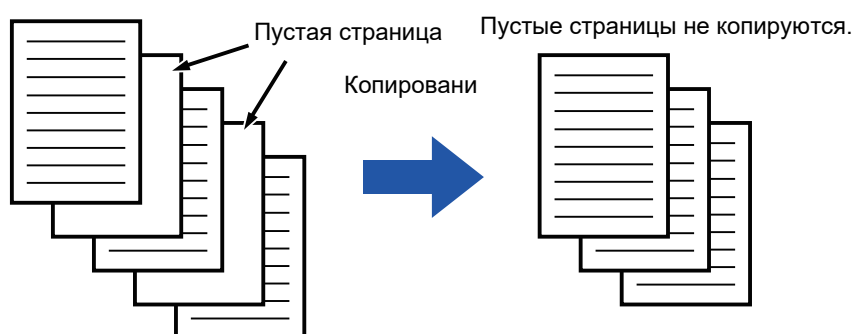 Пустая страница
Пустые страницы не копируются.
Копировани